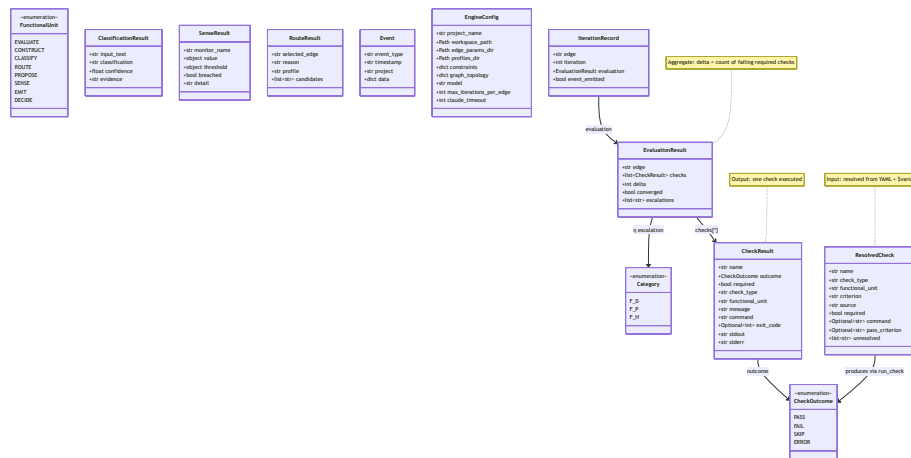 «enumeration»
FunctionalUnit
EVALUATE
CONSTRUCT
CLASSIFY
ROUTE
PROPOSE
SENSE
EMIT
DECIDE
ClassificationResult
+str input_text
+str classification
+float confidence
+str evidence
SenseResult
+str monitor_name
+object value
+object threshold
+bool breached
+str detail
RouteResult
+str selected_edge
+str reason
+str profile
+list<str> candidates
Event
+str event_type
+str timestamp
+str project
+dict data
EngineConfig
+str project_name
+Path workspace_path
+Path edge_params_dir
+Path profiles_dir
+dict constraints
+dict graph_topology
+str model
+int max_iterations_per_edge
+int claude_timeout
IterationRecord
+str edge
+int iteration
+EvaluationResult evaluation
+bool event_emitted
Aggregate: delta = count of failing required checks
evaluation
EvaluationResult
+str edge
+list<CheckResult> checks
+int delta
+bool converged
+list<str> escalations
Output: one check executed
Input: resolved from YAML + $varia
η escalation
checks[*]
«enumeration»
Category
F_D
F_P
F_H
CheckResult
+str name
+CheckOutcome outcome
+bool required
+str check_type
+str functional_unit
+str message
+str command
+Optional<int> exit_code
+str stdout
+str stderr
ResolvedCheck
+str name
+str check_type
+str functional_unit
+str criterion
+str source
+bool required
+Optional<str> command
+Optional<str> pass_criterion
+list<str> unresolved
outcome
produces via run_check
«enumeration»
CheckOutcome
PASS
FAIL
SKIP
ERROR